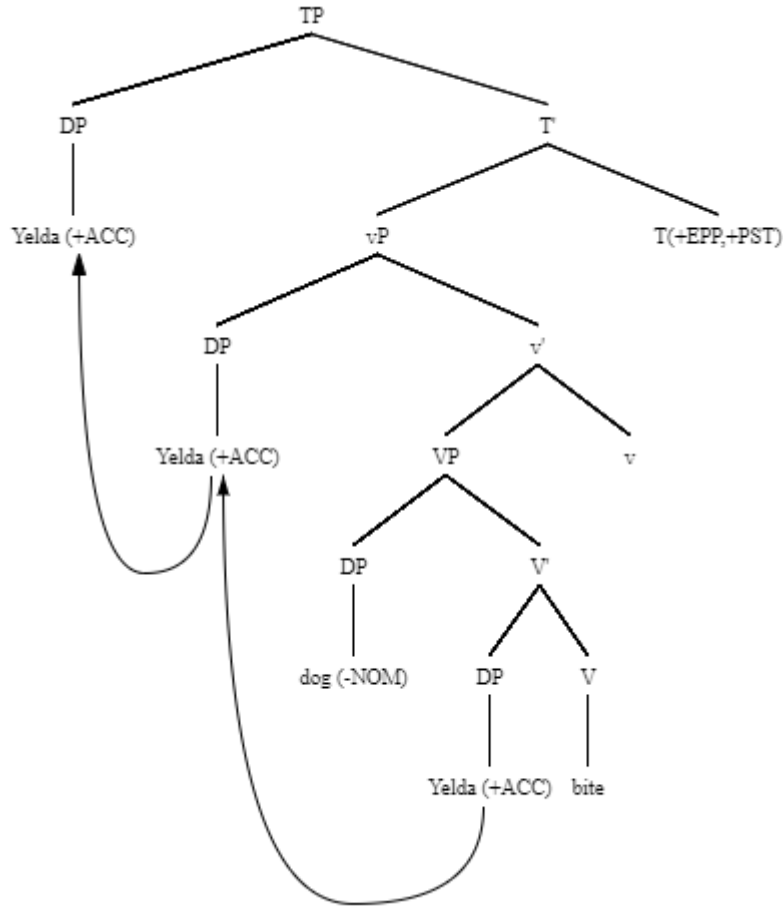 TP
DP T'
Yelda (+ACC) vP T(+EPP,+PST)
DP v'
Yelda (+ACC) VP v
DP V'
dog (-NOM) DP V
Yelda (+ACC) bite